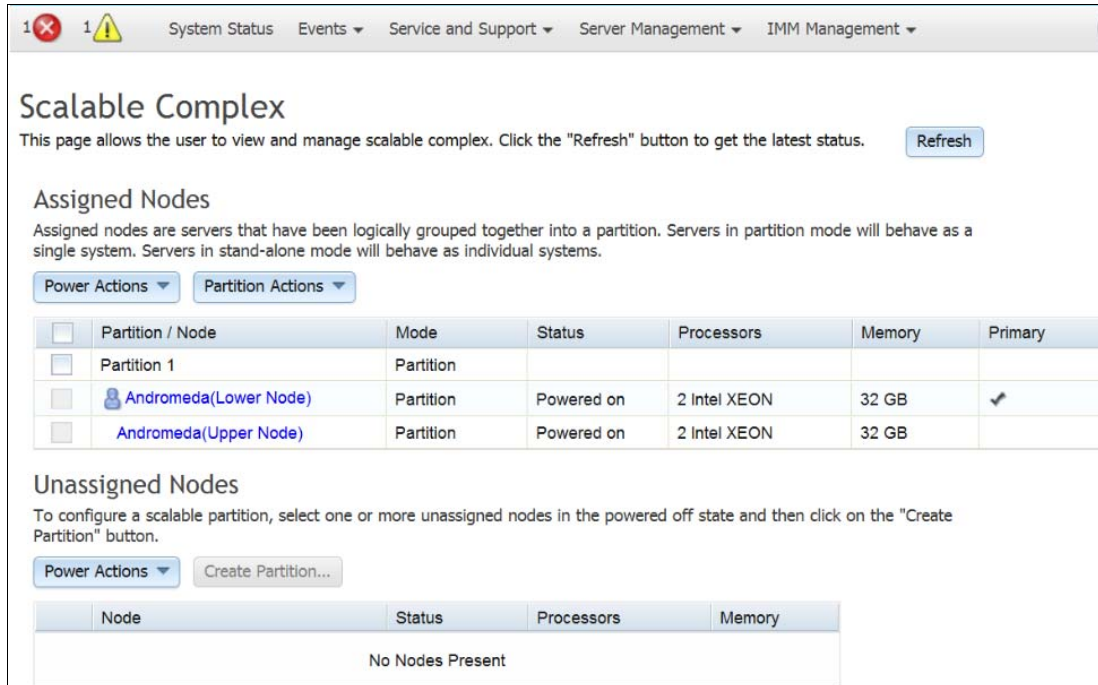 1 1 System Status Events Service and Support Server Management IMM Management
Scalable Complex
This page allows the user to view and manage scalable complex. Click the "Refresh" button to get the latest status. Refresh
Assigned Nodes
Assigned nodes are servers that have been logically grouped together into a partition. Servers in partition mode will behave as a
single system. Servers in stand-alone mode will behave as individual systems.
Power Actions Partition Actions
Partition / Node Mode Status Processors Memory Primary
Partition 1 Partition
Andromeda(Lower Node) Partition Powered on 2 Intel XEON 32 GB
Andromeda(Upper Node) Partition Powered on 2 Intel XEON 32 GB
Unassigned Nodes
To configure a scalable partition, select one or more unassigned nodes in the powered off state and then click on the "Create
Partition" button.
Power Actions Create Partition...
Node Status Processors Memory
No Nodes Present